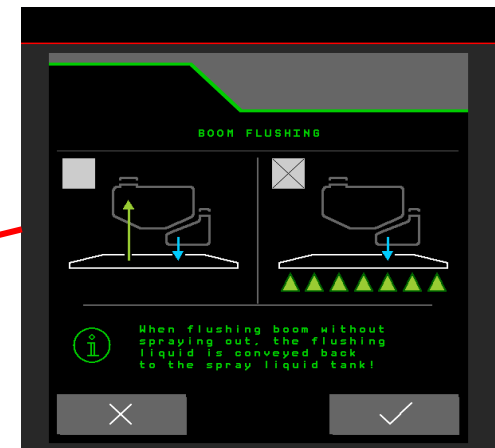 BOOM FLUSHING
When flushing boom without
spraying out, the flushing
liquid is conveyed back
to the spray liquid tank!